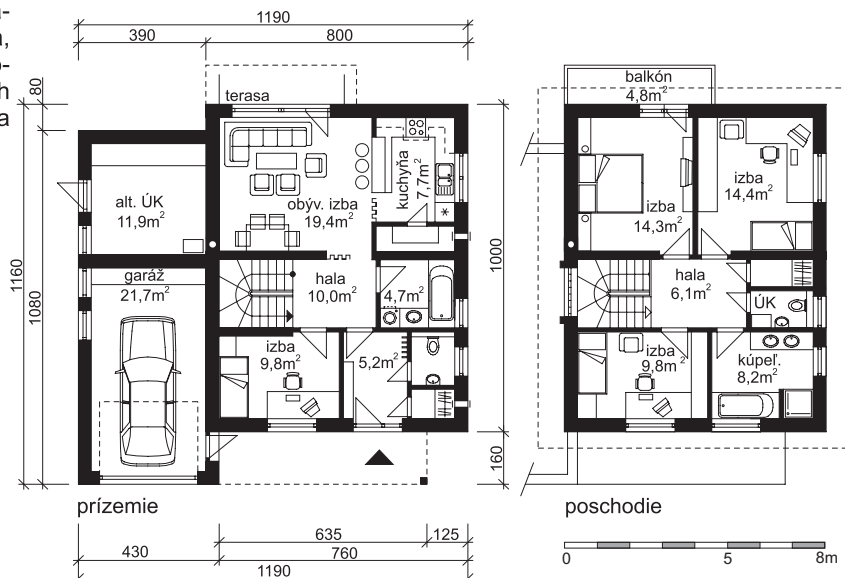 a-
a,
o-
h
a
1190
390
800
80
1160
1080
terasa
alt. ÚK
11,9m²
obýv. izba
19,4m²
kuchyňa
7,7m²
*
garáž
21,7m²
hala
10,0m²
4,7m²
izba
9,8m²
5,2m²
1000
160
prízemie
635
125
430
760
1190
balkón
4,8m²
izba
14,3m²
izba
14,4m²
hala
6,1m²
ÚK
izba
9,8m²
kúpeľ.
8,2m²
poschodie
0
5
8m